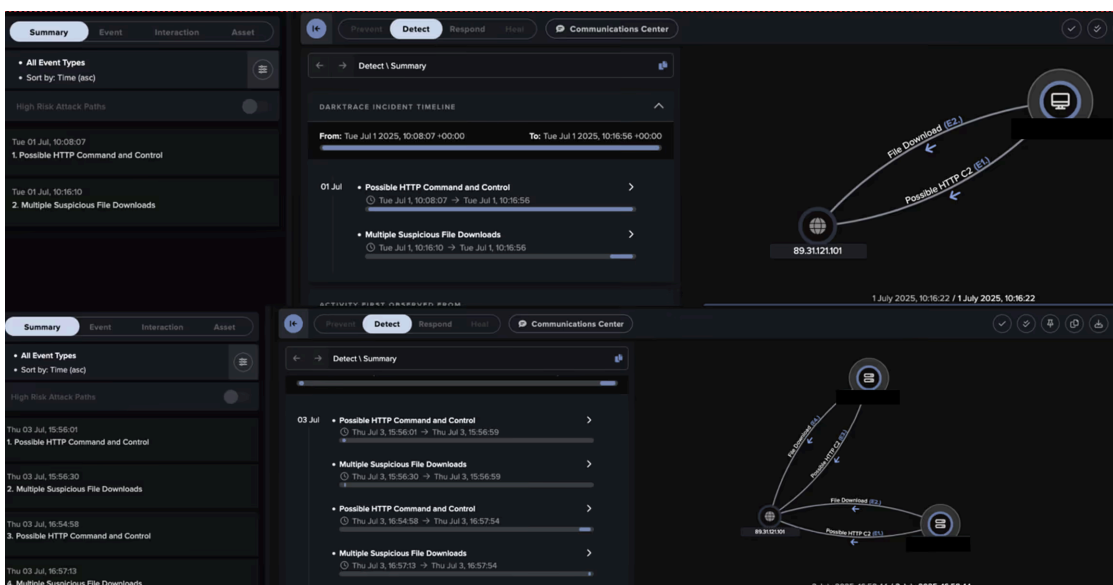 Summary Event Interaction Asset
• All Event Types
• Sort by: Time (asc)
High Risk Attack Paths
Tue 01 Jul, 10:08:07
1. Possible HTTP Command and Control
Tue 01 Jul, 10:16:10
2. Multiple Suspicious File Downloads
Prevent Detect Respond Heal Communications Center
← → Detect \ Summary
DARKTRACE INCIDENT TIMELINE
From: Tue Jul 1 2025, 10:08:07 +00:00 To: Tue Jul 1 2025, 10:16:56 +00:00
01 Jul • Possible HTTP Command and Control
Tue Jul 1, 10:08:07 → Tue Jul 1, 10:16:56
• Multiple Suspicious File Downloads
Tue Jul 1, 10:16:10 → Tue Jul 1, 10:16:56
ACTIVITY FIRST OBSERVED FROM
File Download (E2.)
Possible HTTP C2 (E1.)
89.31.121.101
1 July 2025, 10:16:22 / 1 July 2025, 10:16:22
Summary Event Interaction Asset
• All Event Types
• Sort by: Time (asc)
High Risk Attack Paths
Thu 03 Jul, 15:56:01
1. Possible HTTP Command and Control
Thu 03 Jul, 15:56:30
2. Multiple Suspicious File Downloads
Thu 03 Jul, 16:54:58
3. Possible HTTP Command and Control
Thu 03 Jul, 16:57:13
4. Multiple Suspicious File Downloads
Prevent Detect Respond Heal Communications Center
← → Detect \ Summary
03 Jul • Possible HTTP Command and Control
Thu Jul 3, 15:56:01 → Thu Jul 3, 15:56:59
• Multiple Suspicious File Downloads
Thu Jul 3, 15:56:30 → Thu Jul 3, 15:56:59
• Possible HTTP Command and Control
Thu Jul 3, 16:54:58 → Thu Jul 3, 16:57:54
• Multiple Suspicious File Downloads
Thu Jul 3, 16:57:13 → Thu Jul 3, 16:57:54
File Download (E4.)
Possible HTTP C2 (E3.)
File Download (E2.)
Possible HTTP C2 (E1.)
89.31.121.101